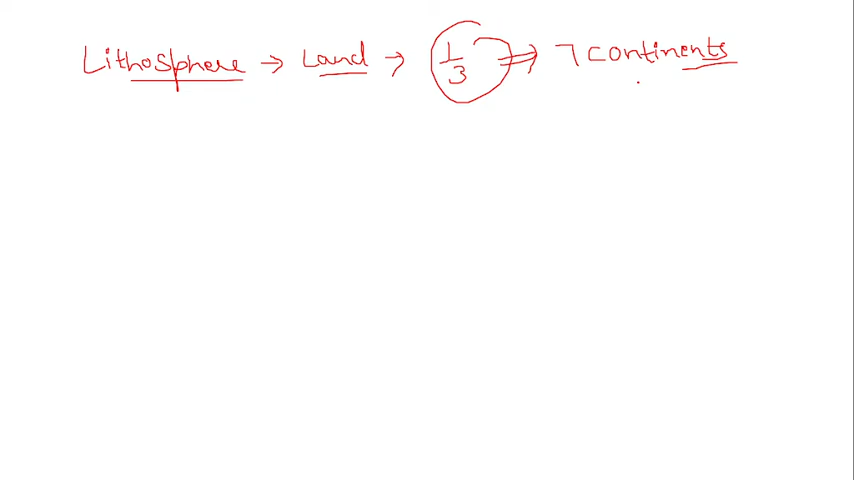 Lithosphere → Land → 1/3 ⇒ 7 continents